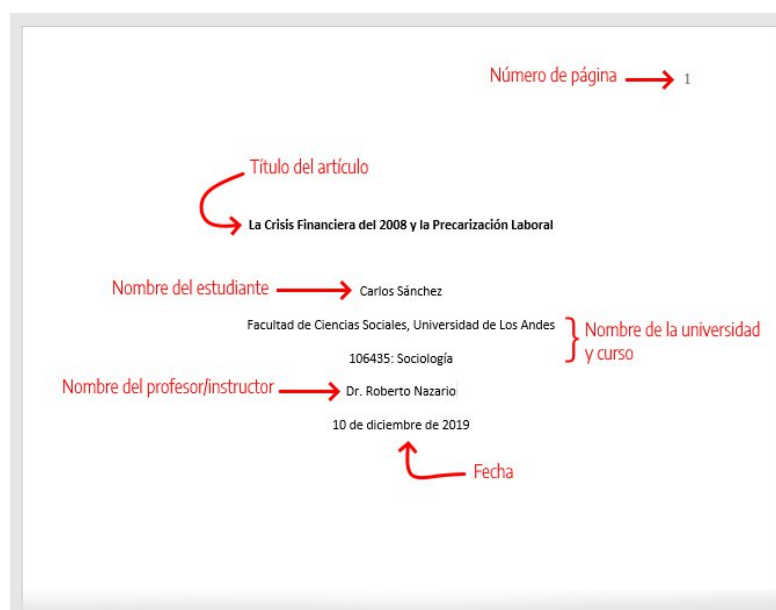 Número de página
1
Título del artículo
La Crisis Financiera del 2008 y la Precarización Laboral
Nombre del estudiante
Carlos Sánchez
Facultad de Ciencias Sociales, Universidad de Los Andes
Nombre de la universidad
y curso
106435: Sociología
Nombre del profesor/instructor
Dr. Roberto Nazario
10 de diciembre de 2019
Fecha